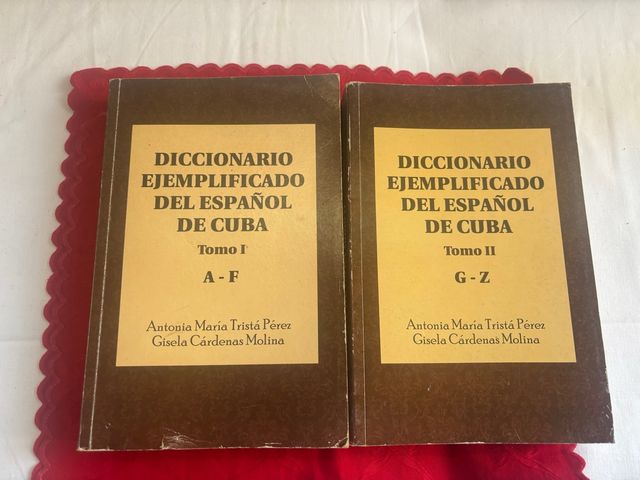 DICCIONARIO
EJEMPLIFICADO
DEL ESPAÑOL
DE CUBA
Tomo I
A - F
Antonia María Tristá Pérez
Gisela Cárdenas Molina
DICCIONARIO
EJEMPLIFICADO
DEL ESPAÑOL
DE CUBA
Tomo II
G - Z
Antonia María Tristá Pérez
Gisela Cárdenas Molina